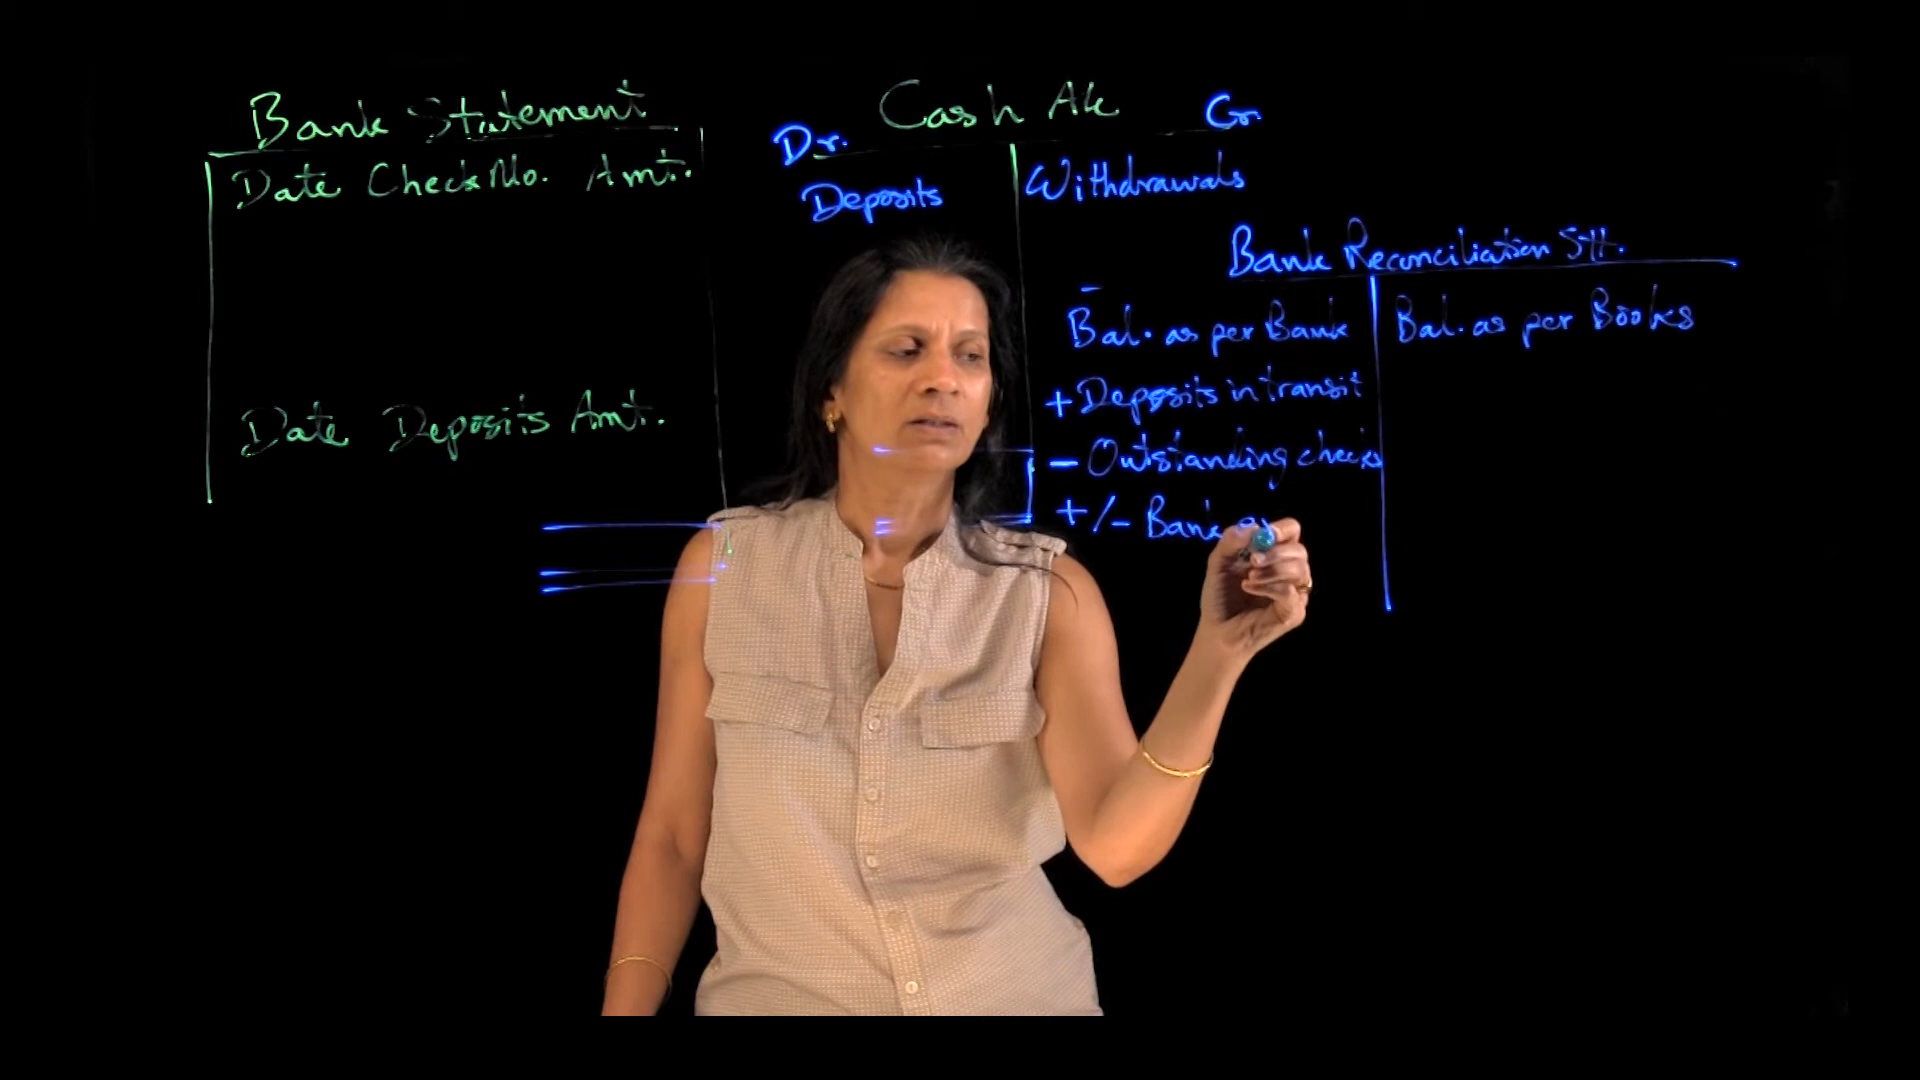 Bank Statement
Date Check No. Amt.
Date Deposits Amt.
Cash A/c
Dr.
Cr.
Deposits
Withdrawals
Bank Reconciliation Stt.
Bal. as per Bank
+ Deposits in transit
- Outstanding checks
+/- Bank
Bal. as per Books